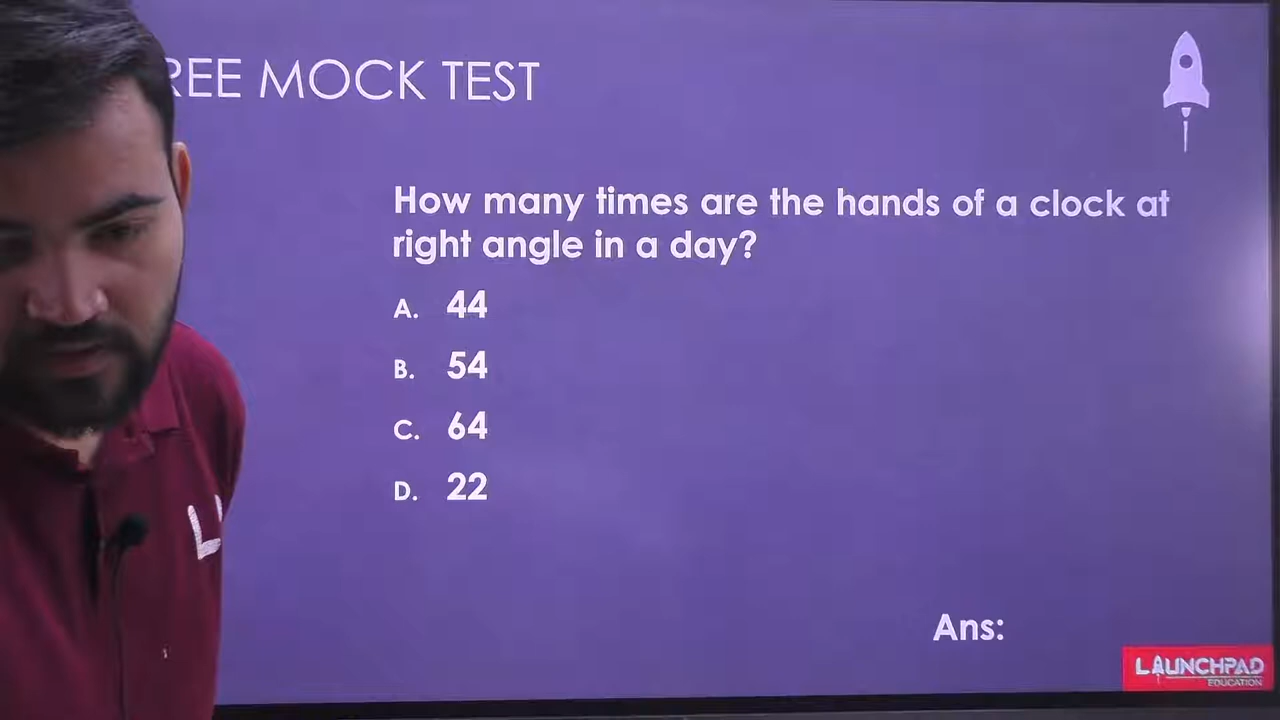 REE MOCK TEST
How many times are the hands of a clock at
right angle in a day?
A. 44
B. 54
C. 64
D. 22
Ans:
L
LAUNCHPAD
EDUCATION